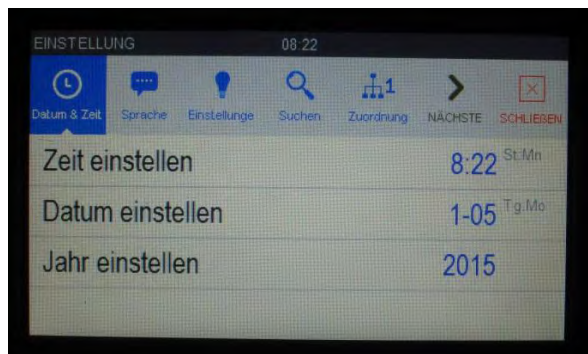 EINSTELLUNG 08:22
Datum & Zeit Sprache Einstellunge Suchen 1 Zuordnung NÄCHSTE SCHLIEßEN
Zeit einstellen 8:22 St.Mn
Datum einstellen 1-05 Tg.Mo
Jahr einstellen 2015